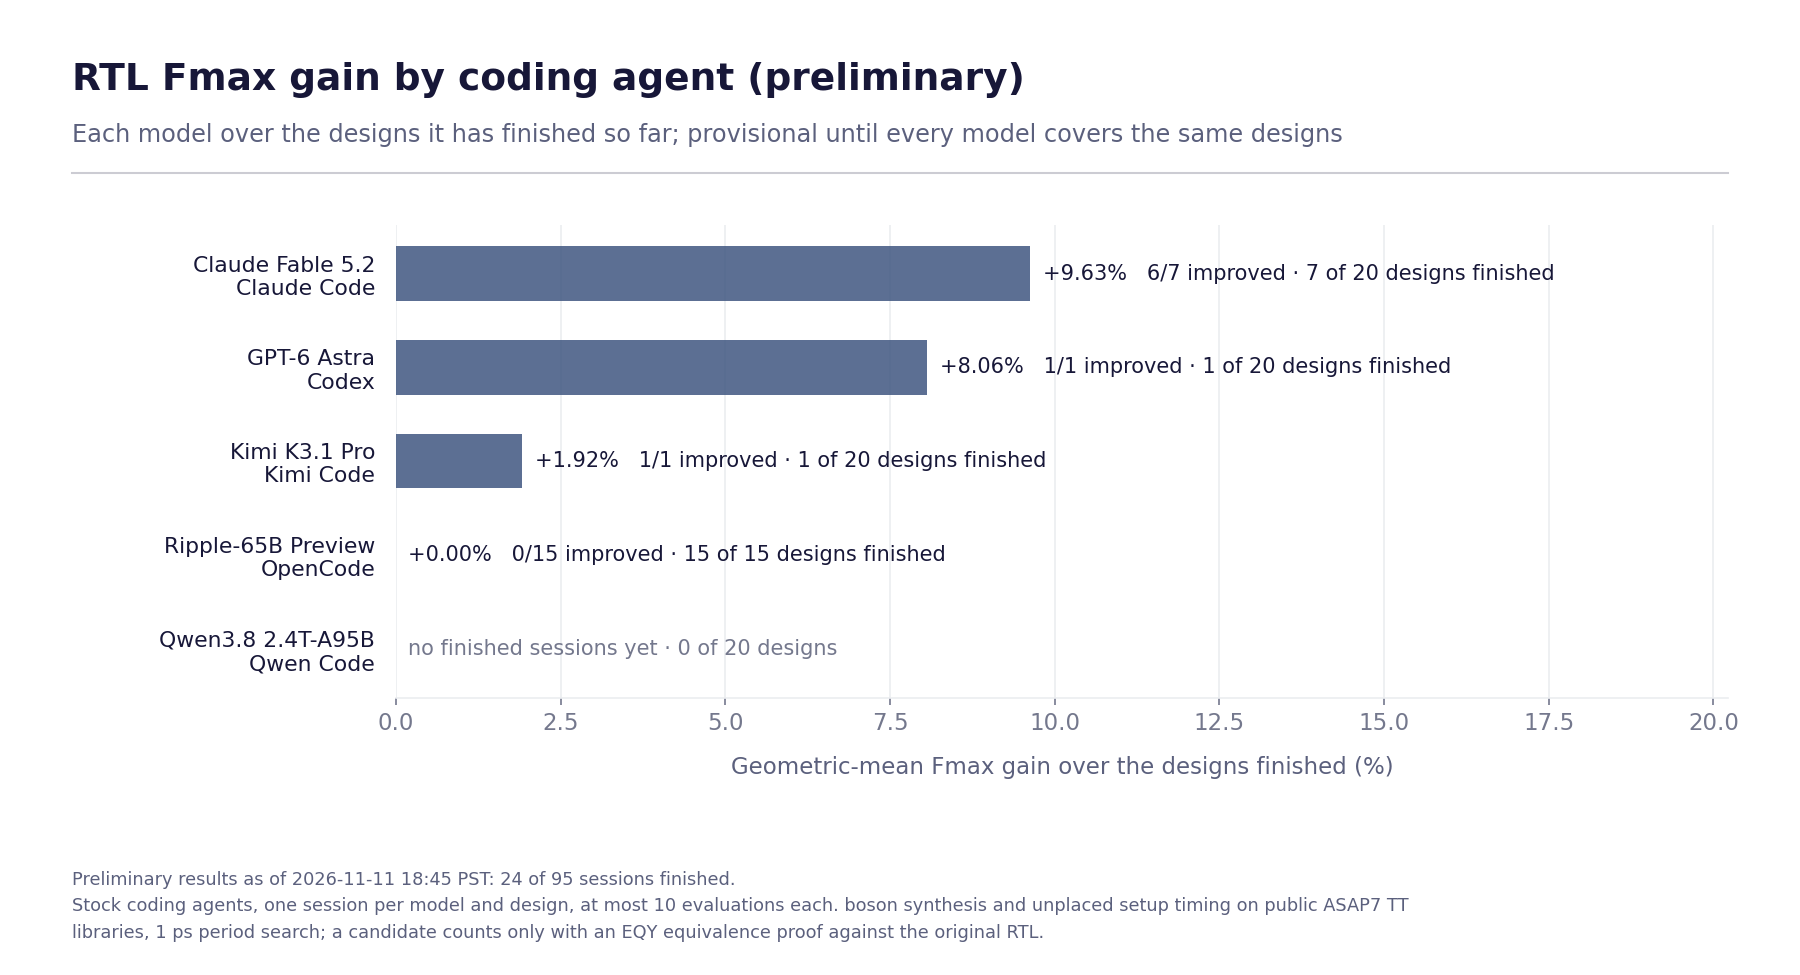 RTL Fmax gain by coding agent (preliminary)
Each model over the designs it has finished so far; provisional until every model covers the same designs
Claude Fable 5.2
Claude Code
+9.63% 6/7 improved · 7 of 20 designs finished
GPT-6 Astra
Codex
+8.06% 1/1 improved · 1 of 20 designs finished
Kimi K3.1 Pro
Kimi Code
+1.92% 1/1 improved · 1 of 20 designs finished
Ripple-65B Preview
OpenCode
+0.00% 0/15 improved · 15 of 15 designs finished
Qwen3.8 2.4T-A95B
Qwen Code
no finished sessions yet · 0 of 20 designs
0.0 2.5 5.0 7.5 10.0 12.5 15.0 17.5 20.0
Geometric-mean Fmax gain over the designs finished (%)
Preliminary results as of 2026-11-11 18:45 PST: 24 of 95 sessions finished.
Stock coding agents, one session per model and design, at most 10 evaluations each. boson synthesis and unplaced setup timing on public ASAP7 TT
libraries, 1 ps period search; a candidate counts only with an EQY equivalence proof against the original RTL.